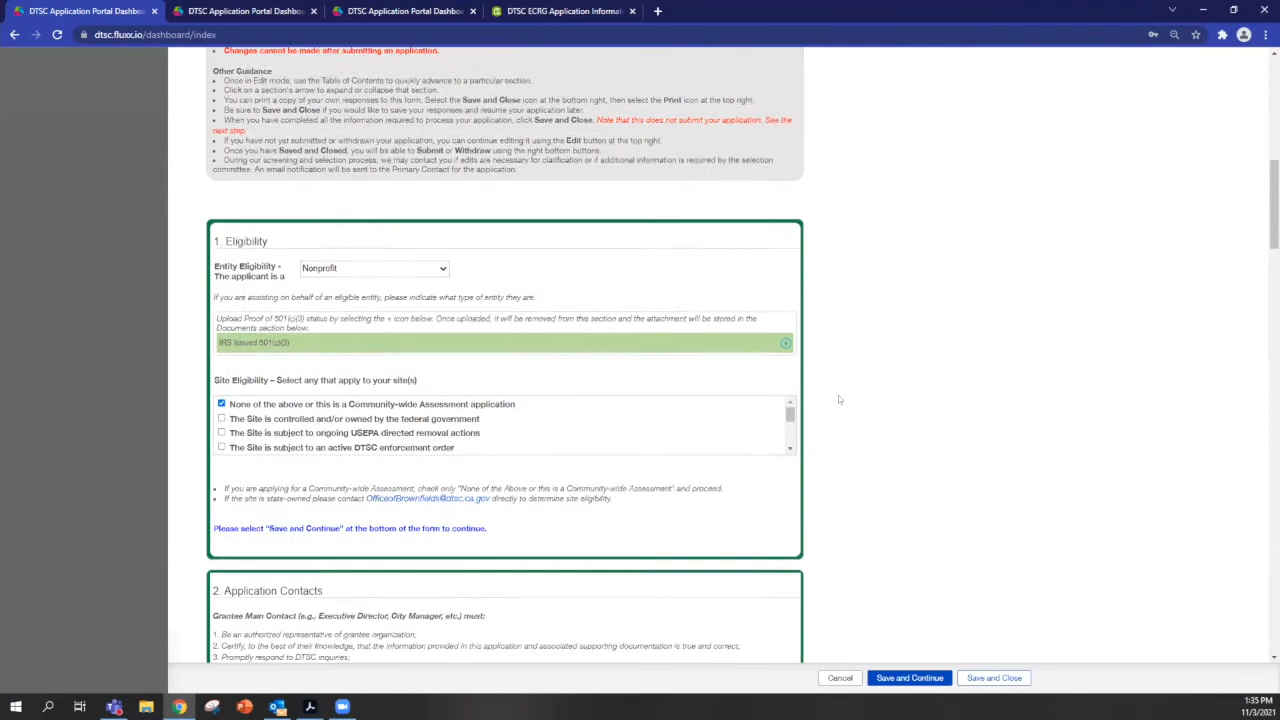 DTSC Application Portal Dashbo
DTSC Application Portal Dashbo
DTSC Application Portal Dashbo
DTSC ECRG Application Informat
dtsc.fluxx.io/dashboard/index
• Changes cannot be made after submitting an application.
Other Guidance
• Once in Edit mode, use the Table of Contents to quickly advance to a particular section.
• Click on a section's arrow to expand or collapse that section.
• You can print a copy of your own responses to this form. Select the Save and Close icon at the bottom right, then select the Print icon at the top right.
• Be sure to Save and Close if you would like to save your responses and resume your application later.
• When you have completed all the information required to process your application, click Save and Close. Note that this does not submit your application. See the
next step.
• If you have not yet submitted or withdrawn your application, you can continue editing it using the Edit button at the top right.
• Once you have Saved and Closed, you will be able to Submit or Withdraw using the right bottom buttons.
• During our screening and selection process, we may contact you if edits are necessary for clarification or if additional information is required by the selection
committee. An email notification will be sent to the Primary Contact for the application.
1. Eligibility
Entity Eligibility -
The applicant is a
Nonprofit
If you are assisting on behalf of an eligible entity, please indicate what type of entity they are.
Upload Proof of 501(c)(3) status by selecting the + icon below. Once uploaded, it will be removed from this section and the attachment will be stored in the
Documents section below.
IRS Issued 501(c)(3)
Site Eligibility – Select any that apply to your site(s)
None of the above or this is a Community-wide Assessment application
The Site is controlled and/or owned by the federal government
The Site is subject to ongoing USEPA directed removal actions
The Site is subject to an active DTSC enforcement order
• If you are applying for a Community-wide Assessment, check only "None of the Above or this is a Community-wide Assessment" and proceed.
• If the site is state-owned please contact OfficeofBrownfields@dtsc.ca.gov directly to determine site eligibility.
Please select "Save and Continue" at the bottom of the form to continue.
2. Application Contacts
Grantee Main Contact (e.g., Executive Director, City Manager, etc.) must:
1. Be an authorized representative of grantee organization;
2. Certify, to the best of their knowledge, that the information provided in this application and associated supporting documentation is true and correct;
3. Promptly respond to DTSC inquiries;
Cancel
Save and Continue
Save and Close
1:35 PM
11/3/2021